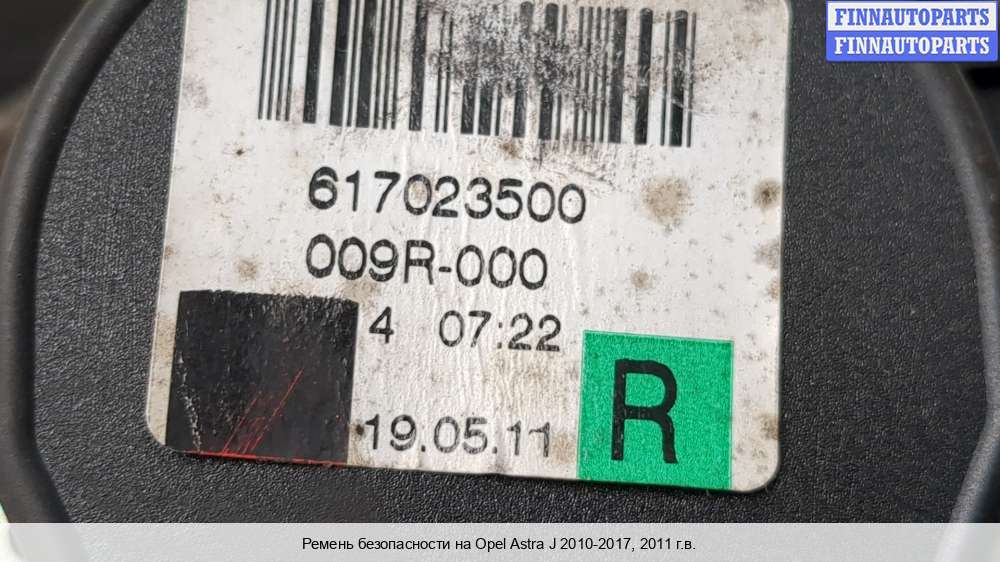 FINNAUTOPARTS
FINNAUTOPARTS
617023500
009R-000
4 07:22
19.05.11
R
Ремень безопасности на Opel Astra J 2010-2017, 2011 г.в.